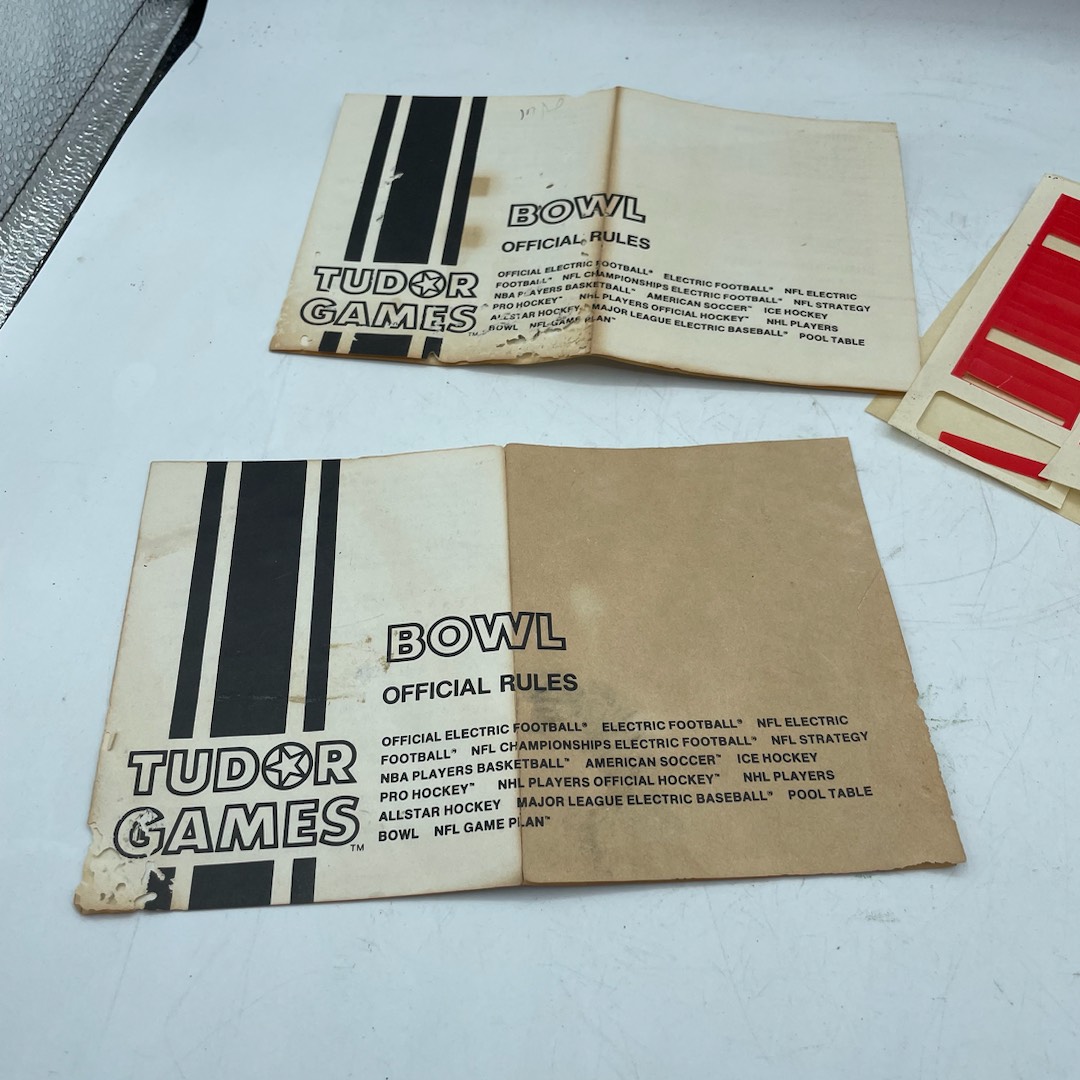 BOWL
OFFICIAL RULES
TUDOR
GAMES™
OFFICIAL ELECTRIC FOOTBALL® ELECTRIC FOOTBALL® NFL ELECTRIC
FOOTBALL™ NFL CHAMPIONSHIPS ELECTRIC FOOTBALL® NFL STRATEGY
NBA PLAYERS BASKETBALL™ AMERICAN SOCCER™ ICE HOCKEY
PRO HOCKEY™ NHL PLAYERS OFFICIAL HOCKEY™ NHL PLAYERS
ALLSTAR HOCKEY MAJOR LEAGUE ELECTRIC BASEBALL® POOL TABLE
BOWL NFL GAME PLAN™
BOWL
OFFICIAL RULES
TUDOR
GAMES™
OFFICIAL ELECTRIC FOOTBALL® ELECTRIC FOOTBALL® NFL ELECTRIC
FOOTBALL™ NFL CHAMPIONSHIPS ELECTRIC FOOTBALL® NFL STRATEGY
NBA PLAYERS BASKETBALL™ AMERICAN SOCCER™ ICE HOCKEY
PRO HOCKEY™ NHL PLAYERS OFFICIAL HOCKEY™ NHL PLAYERS
ALLSTAR HOCKEY MAJOR LEAGUE ELECTRIC BASEBALL® POOL TABLE
BOWL NFL GAME PLAN™